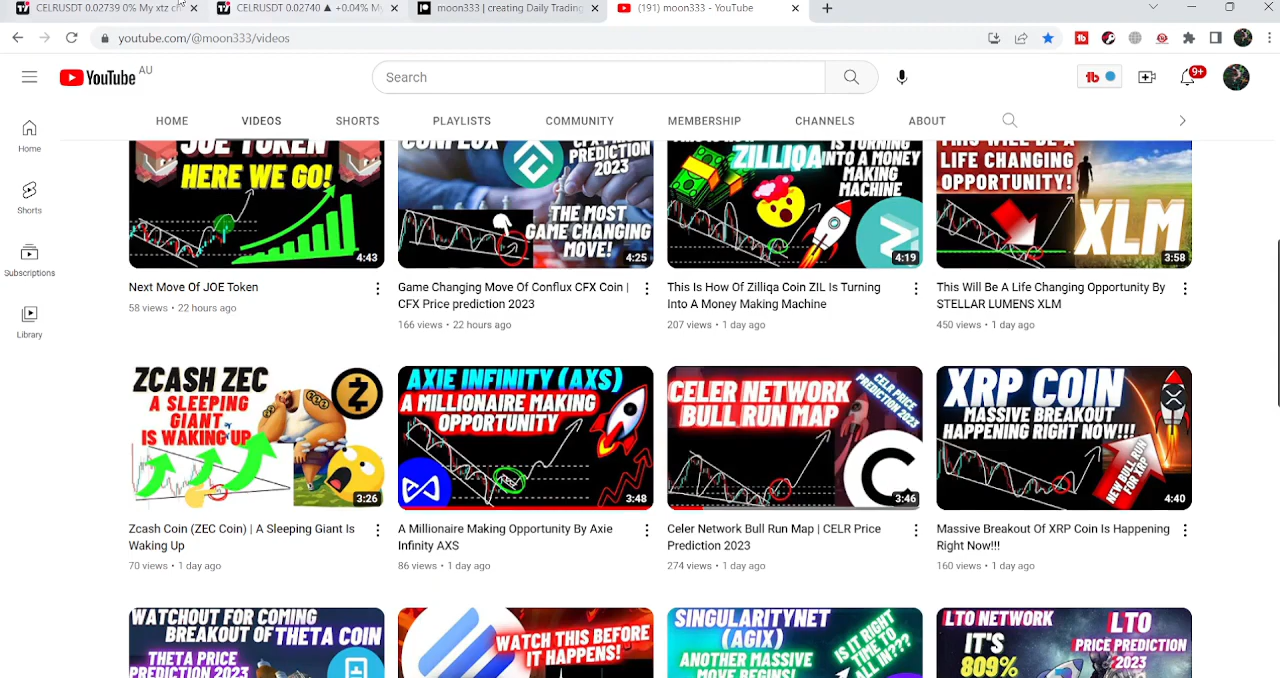 CELRUSDT 0.02739 0% My xtz ch
CELRUSDT 0.02740 ▲ +0.04% M
moon333 | creating Daily Trading
(191) moon333 - YouTube
youtube.com/@moon333/videos
YouTube AU
Search
tb
9+
HOME
VIDEOS
SHORTS
PLAYLISTS
COMMUNITY
MEMBERSHIP
CHANNELS
ABOUT
Home
Shorts
Subscriptions
Library
JOE TOKEN
HERE WE GO!
4:43
CONFLUX
CFX PRICE
PREDICTION
2023
THE MOST
GAME CHANGING
MOVE!
4:25
ZILLIQA
IS TURNING
INTO A MONEY
MAKING
MACHINE
4:19
THIS WILL BE A
LIFE CHANGING
OPPORTUNITY!
XLM
3:58
Next Move Of JOE Token
58 views • 22 hours ago
Game Changing Move Of Conflux CFX Coin |
CFX Price prediction 2023
166 views • 22 hours ago
This Is How Of Zilliqa Coin ZIL Is Turning
Into A Money Making Machine
207 views • 1 day ago
This Will Be A Life Changing Opportunity By
STELLAR LUMENS XLM
450 views • 1 day ago
ZCASH ZEC
A SLEEPING
GIANT
IS WAKING UP
3:26
AXIE INFINITY (AXS)
A MILLIONAIRE MAKING
OPPORTUNITY
3:48
CELER NETWORK
BULL RUN MAP
CELR PRICE
PREDICTION 2023
3:46
XRP COIN
MASSIVE BREAKOUT
HAPPENING RIGHT NOW!!!
NEW BULL RUN
FOR XRP
4:40
Zcash Coin (ZEC Coin) | A Sleeping Giant Is
Waking Up
70 views • 1 day ago
A Millionaire Making Opportunity By Axie
Infinity AXS
86 views • 1 day ago
Celer Network Bull Run Map | CELR Price
Prediction 2023
274 views • 1 day ago
Massive Breakout Of XRP Coin Is Happening
Right Now!!!
160 views • 1 day ago
WATCHOUT FOR COMING
BREAKOUT OF THETA COIN
THETA PRICE
PREDICTION 2023
WATCH THIS BEFORE
IT HAPPENS!
SINGULARITYNET
(AGIX)
ANOTHER MASSIVE
MOVE BEGINS!
IS IT RIGHT
TIME TO
ALL IN???
LTO NETWORK
IT'S
809%
LTO
PRICE PREDICTION
2023